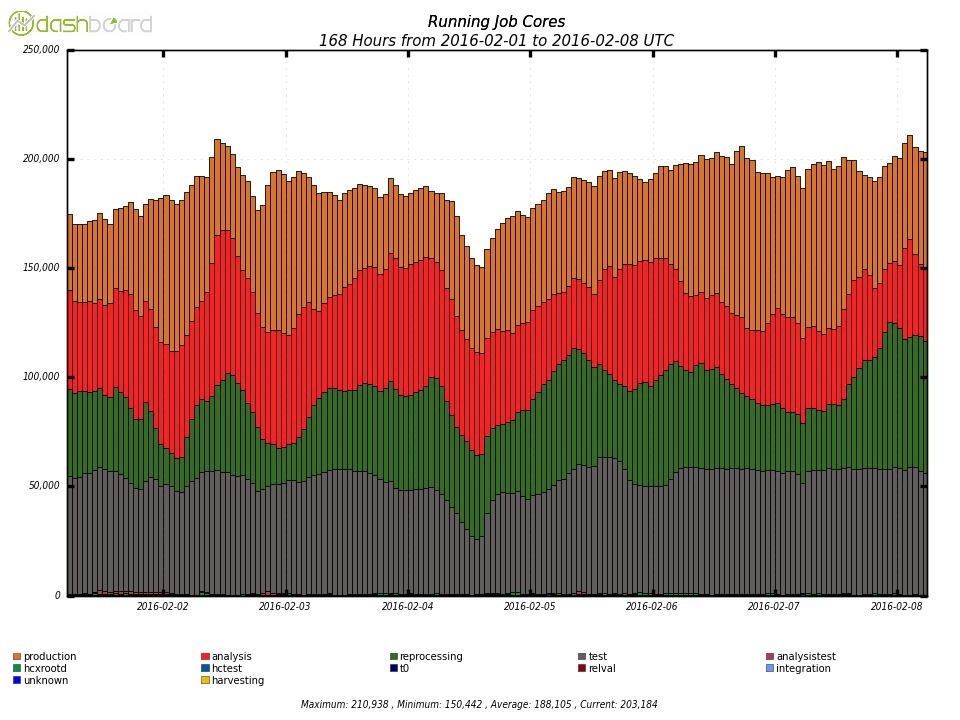 dashboard
Running Job Cores
168 Hours from 2016-02-01 to 2016-02-08 UTC
250,000
200,000
150,000
100,000
50,000
0
2016-02-02 2016-02-03 2016-02-04 2016-02-05 2016-02-06 2016-02-07 2016-02-08
production analysis reprocessing test analysistest
hcxrootd hctest t0 relval integration
unknown harvesting
Maximum: 210,938 , Minimum: 150,442 , Average: 188,105 , Current: 203,184